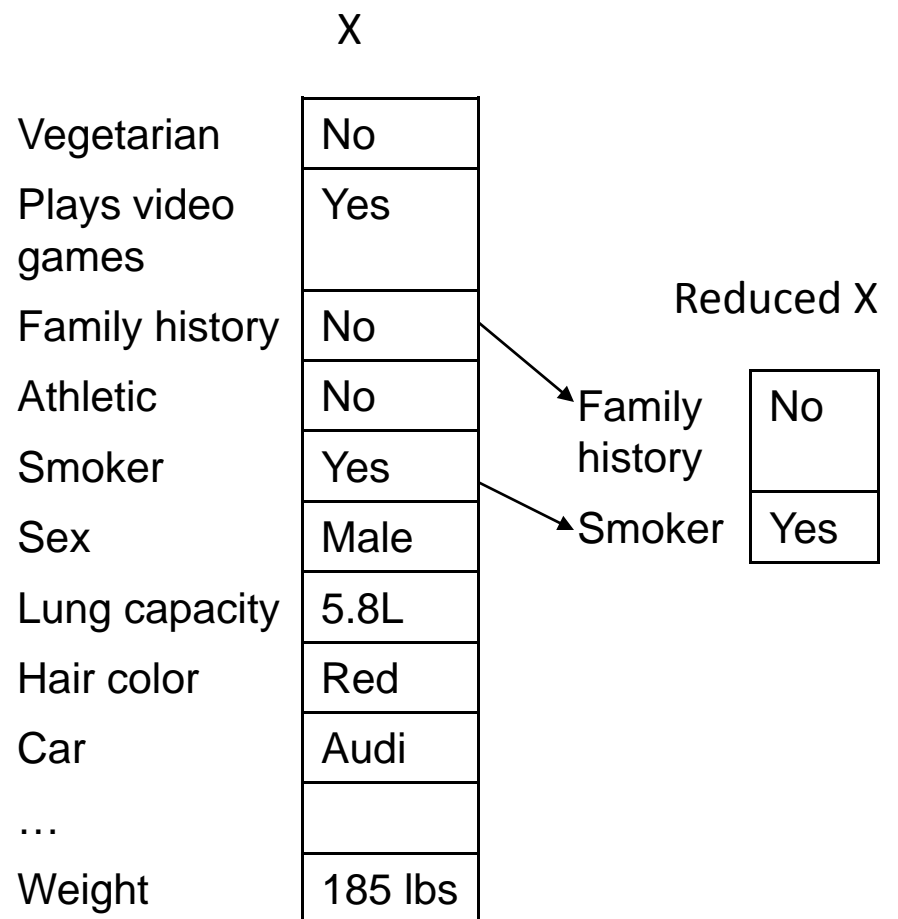 X
Vegetarian No
Plays video Yes
games
Family history No
Athletic No
Smoker Yes
Sex Male
Lung capacity 5.8L
Hair color Red
Car Audi
…
Weight 185 lbs
Reduced X
Family No
history
Smoker Yes